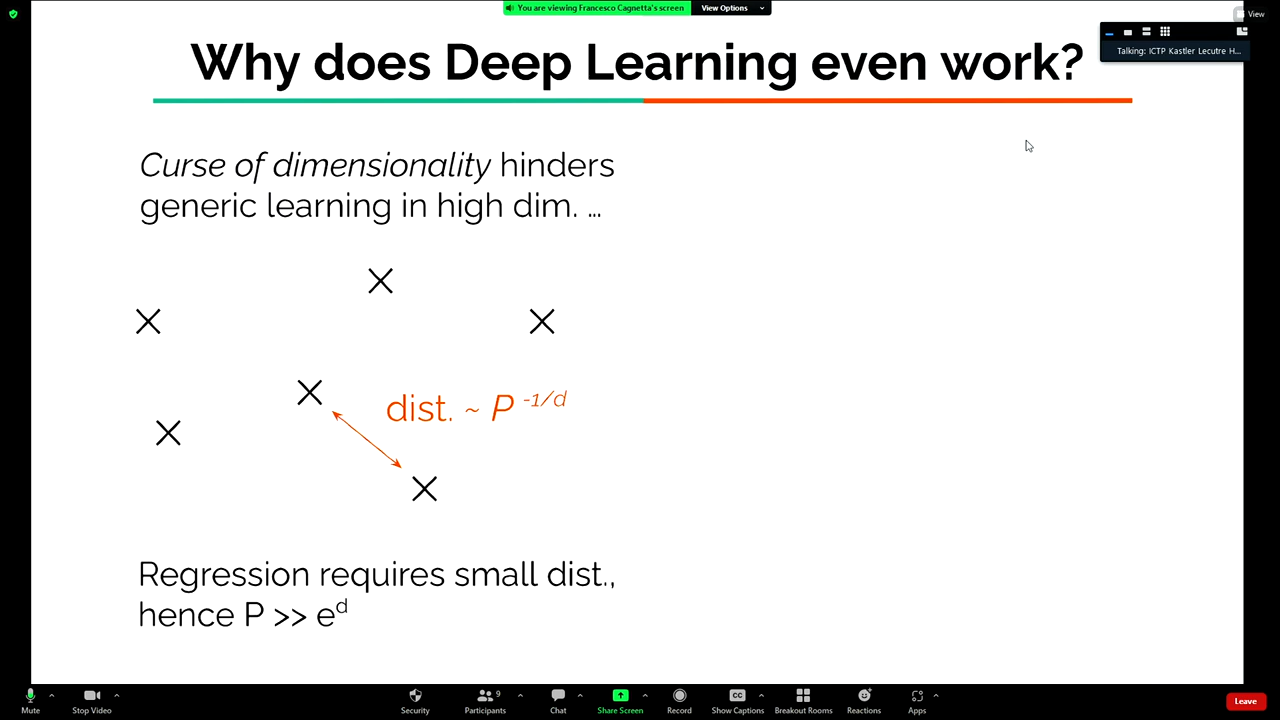 You are viewing Francesco Cagnetta's screen
View Options
View
Talking: ICTP Kastler Lecutre H...
Why does Deep Learning even work?
Curse of dimensionality hinders
generic learning in high dim. ...
dist. ~ P ^-1/d
Regression requires small dist.,
hence P >> e^d
Mute
Stop Video
Security
Participants
9
Chat
Share Screen
Record
CC
Show Captions
Breakout Rooms
Reactions
Apps
Leave